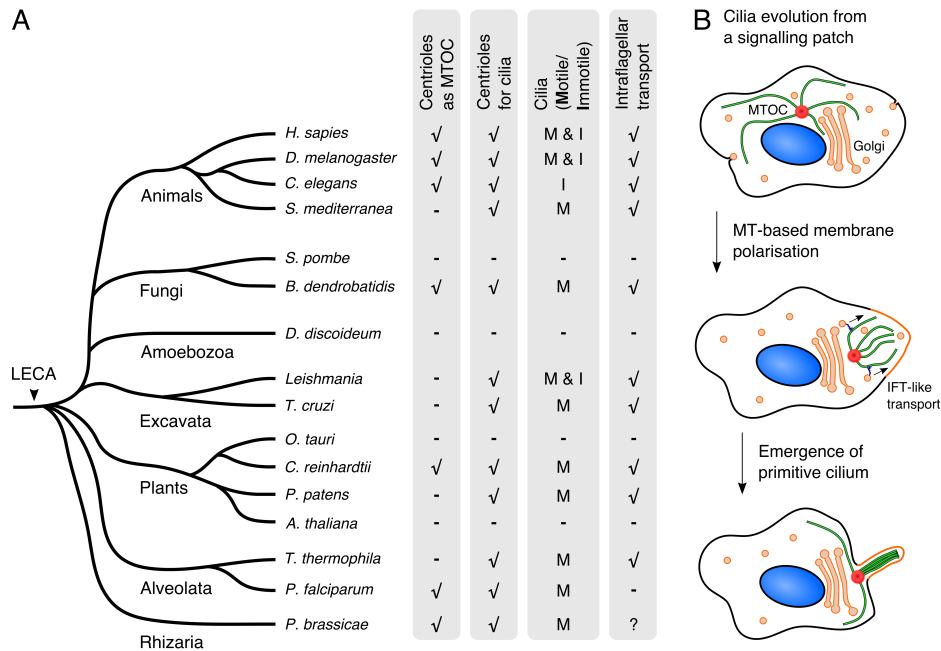 A
Centrioles
as MTOC
Centrioles
for cilia
Cilia
(Motile/
Immotile)
Intraflagellar
transport
H. sapies √ √ M & I √
D. melanogaster √ √ M & I √
C. elegans √ √ I √
Animals
S. mediterranea - √ M √
S. pombe - - - -
Fungi
B. dendrobatidis √ √ M √
D. discoideum - - - -
Amoebozoa
LECA
Leishmania - √ M & I √
T. cruzi - √ M √
Excavata
O. tauri - - - -
C. reinhardtii √ √ M √
Plants
P. patens - √ M √
A. thaliana - - - -
T. thermophila - √ M √
Alveolata
P. falciparum √ √ M -
P. brassicae √ √ M ?
Rhizaria
B
Cilia evolution from
a signalling patch
MTOC
Golgi
MT-based membrane
polarisation
IFT-like
transport
Emergence of
primitive cilium